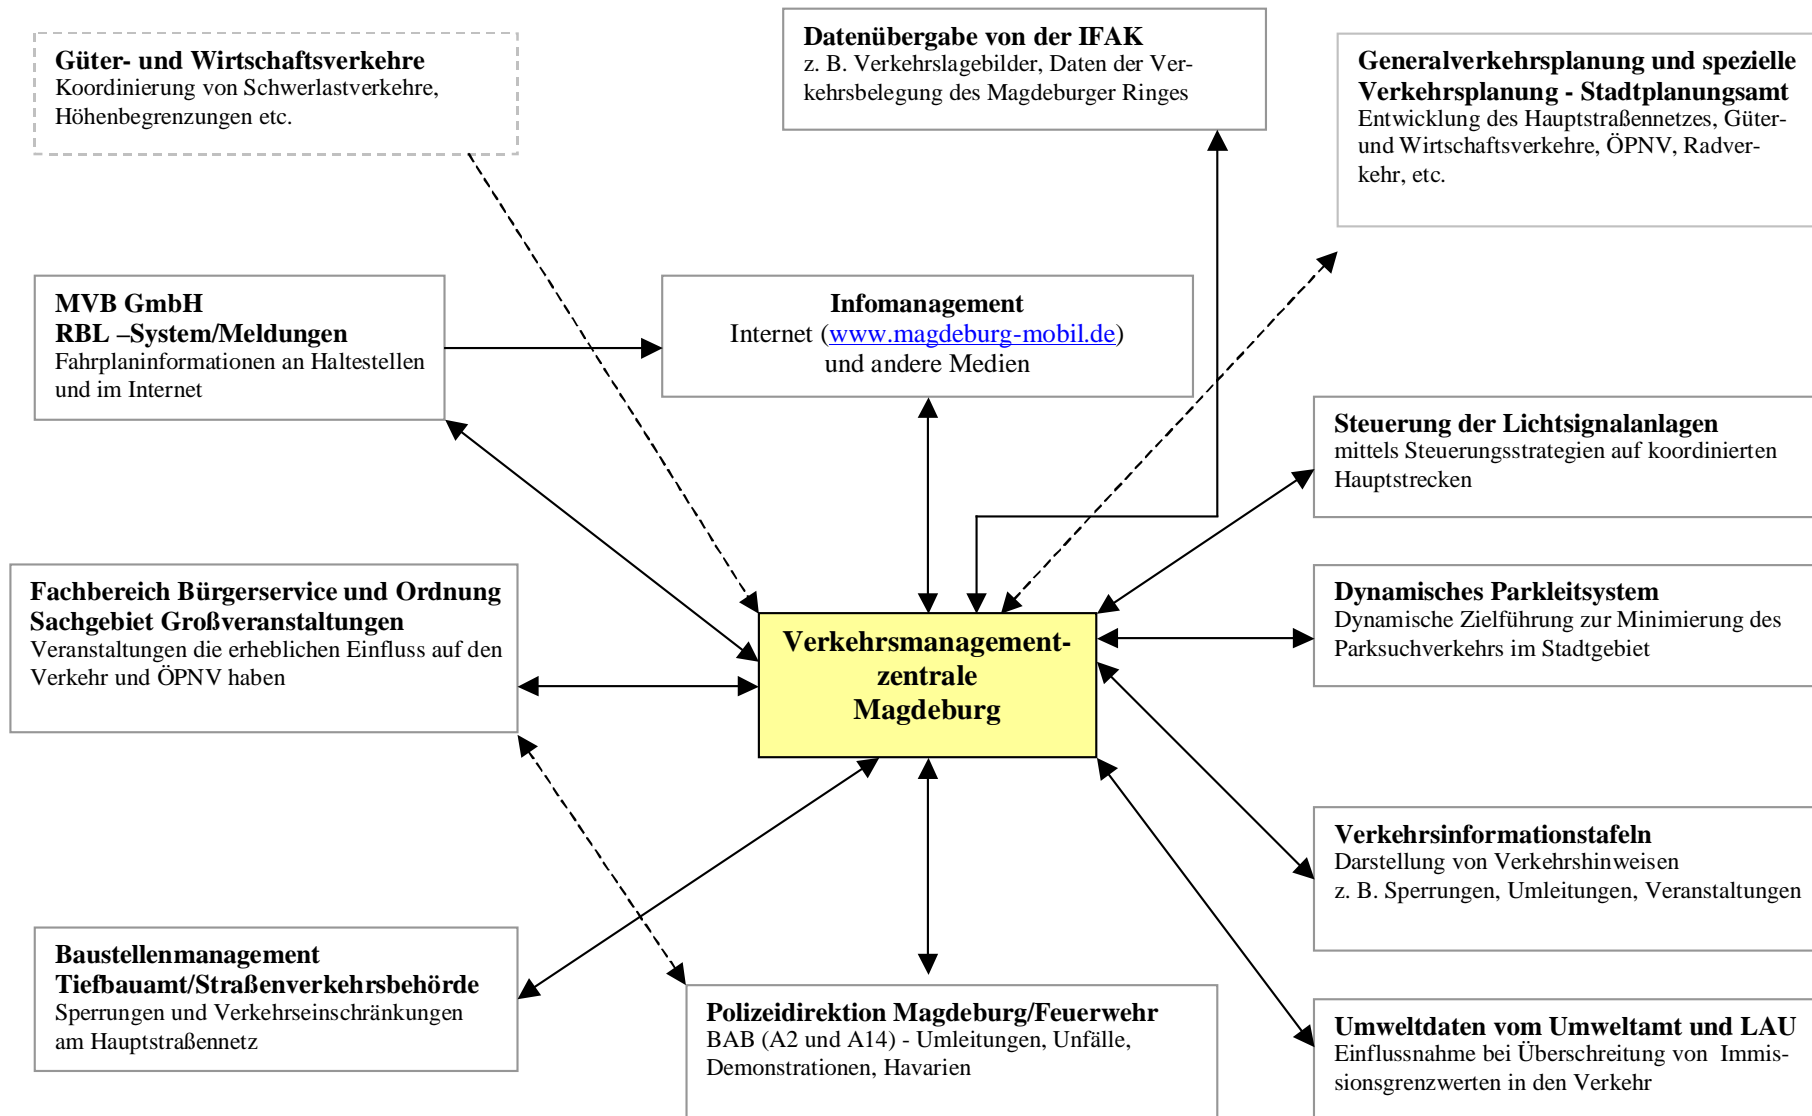 Güter- und Wirtschaftsverkehre
Koordinierung von Schwerlastverkehre,
Höhenbegrenzungen etc.
Datenübergabe von der IFAK
z. B. Verkehrslagebilder, Daten der Ver-
kehrsbelegung des Magdeburger Ringes
Generalverkehrsplanung und spezielle
Verkehrsplanung - Stadtplanungsamt
Entwicklung des Hauptstraßennetzes, Güter-
und Wirtschaftsverkehre, ÖPNV, Radver-
kehr, etc.
MVB GmbH
RBL –System/Meldungen
Fahrplaninformationen an Haltestellen
und im Internet
Infomanagement
Internet (www.magdeburg-mobil.de)
und andere Medien
Steuerung der Lichtsignalanlagen
mittels Steuerungsstrategien auf koordinierten
Hauptstrecken
Fachbereich Bürgerservice und Ordnung
Sachgebiet Großveranstaltungen
Veranstaltungen die erheblichen Einfluss auf den
Verkehr und ÖPNV haben
Verkehrsmanagement-
zentrale
Magdeburg
Dynamisches Parkleitsystem
Dynamische Zielführung zur Minimierung des
Parksuchverkehrs im Stadtgebiet
Verkehrsinformationstafeln
Darstellung von Verkehrshinweisen
z. B. Sperrungen, Umleitungen, Veranstaltungen
Baustellenmanagement
Tiefbauamt/Straßenverkehrsbehörde
Sperrungen und Verkehrseinschränkungen
am Hauptstraßennetz
Polizeidirektion Magdeburg/Feuerwehr
BAB (A2 und A14) - Umleitungen, Unfälle,
Demonstrationen, Havarien
Umweltdaten vom Umweltamt und LAU
Einflussnahme bei Überschreitung von  Immis-
sionsgrenzwerten in den Verkehr